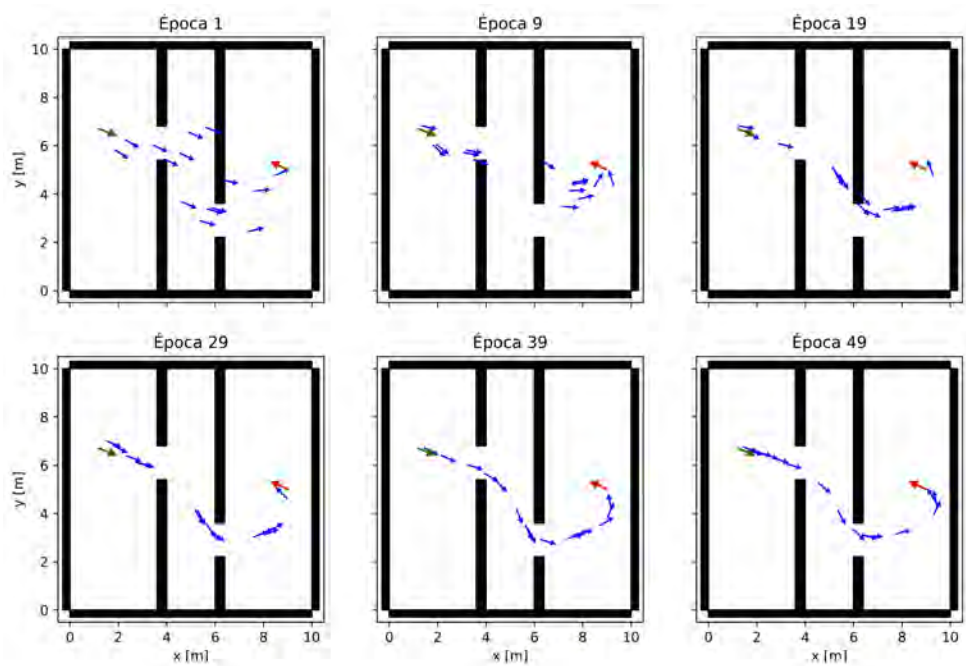 Época 1
Época 9
Época 19
10
8
6
4
2
0
y [m]
Época 29
Época 39
Época 49
10
8
6
4
2
0
y [m]
0 2 4 6 8 10
0 2 4 6 8 10
0 2 4 6 8 10
x [m]
x [m]
x [m]